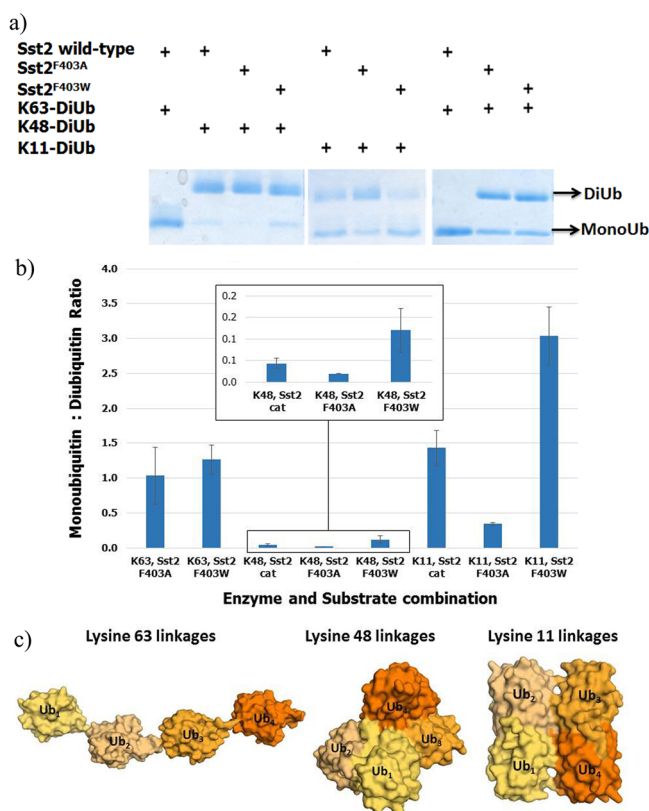 a)
Sst2 wild-type + + + +
Sst2F403A + + +
Sst2F403W + + +
K63-DiUb + + + +
K48-DiUb + + +
K11-DiUb + + +
DiUb
MonoUb
b)
Monoubiquitin : Diubiquitin Ratio
4.0
3.5
3.0
2.5
2.0
1.5
1.0
0.5
0.0
0.2
0.2
0.1
0.1
0.0
K48, Sst2 cat
K48, Sst2 F403A
K48, Sst2 F403W
K63, Sst2 F403A
K63, Sst2 F403W
K48, Sst2 cat
K48, Sst2 F403A
K48, Sst2 F403W
K11, Sst2 cat
K11, Sst2 F403A
K11, Sst2 F403W
Enzyme and Substrate combination
c)
Lysine 63 linkages
Lysine 48 linkages
Lysine 11 linkages
Ub1
Ub2
Ub3
Ub4
Ub2
Ub1
Ub3
Ub2
Ub3
Ub1
Ub4